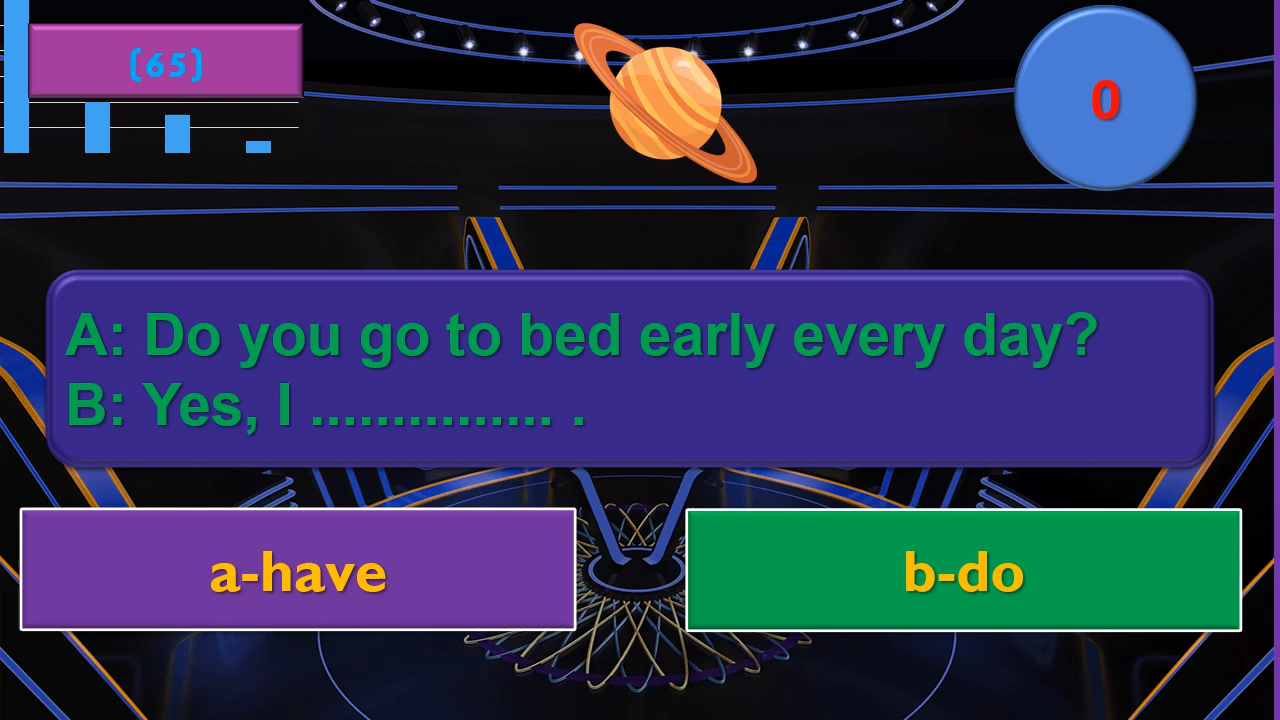 (65)
0
A: Do you go to bed early every day?
B: Yes, I ............... .
a-have
b-do